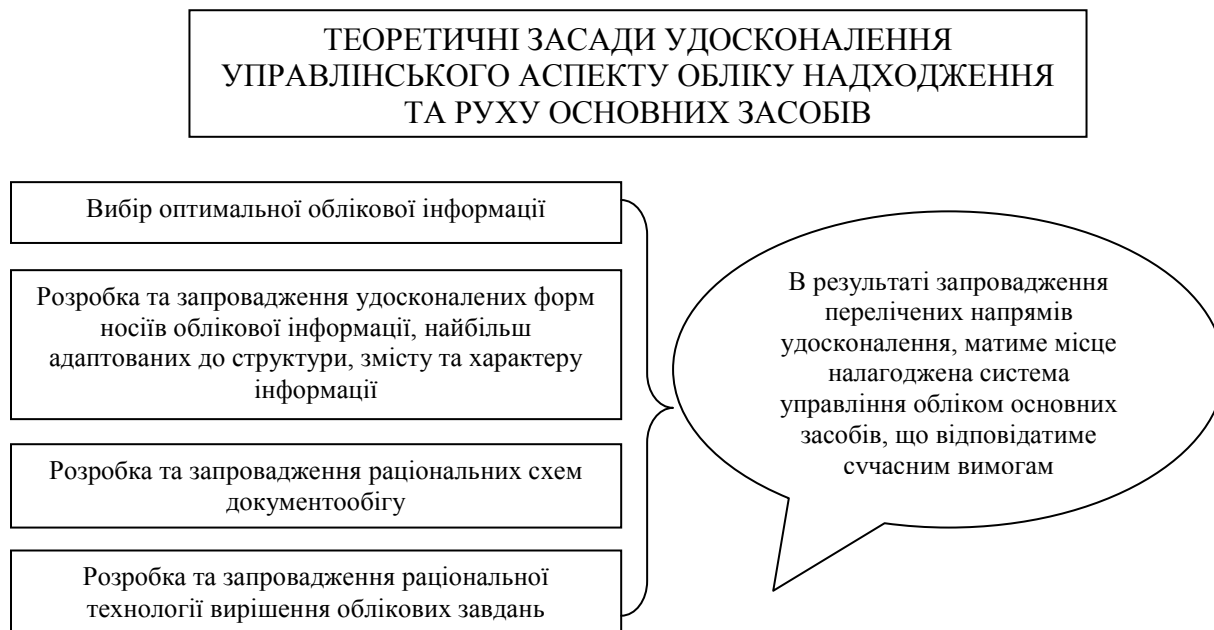 ТЕОРЕТИЧНІ ЗАСАДИ УДОСКОНАЛЕННЯ
УПРАВЛІНСЬКОГО АСПЕКТУ ОБЛІКУ НАДХОДЖЕННЯ
ТА РУХУ ОСНОВНИХ ЗАСОБІВ
Вибір оптимальної облікової інформації
Розробка та запровадження удосконалених форм
носіїв облікової інформації, найбільш
адаптованих до структури, змісту та характеру
інформації
Розробка та запровадження раціональних схем
документообігу
Розробка та запровадження раціональної
технології вирішення облікових завдань
В результаті запровадження
перелічених напрямів
удосконалення, матиме місце
налагоджена система
управління обліком основних
засобів, що відповідатиме
сучасним вимогам